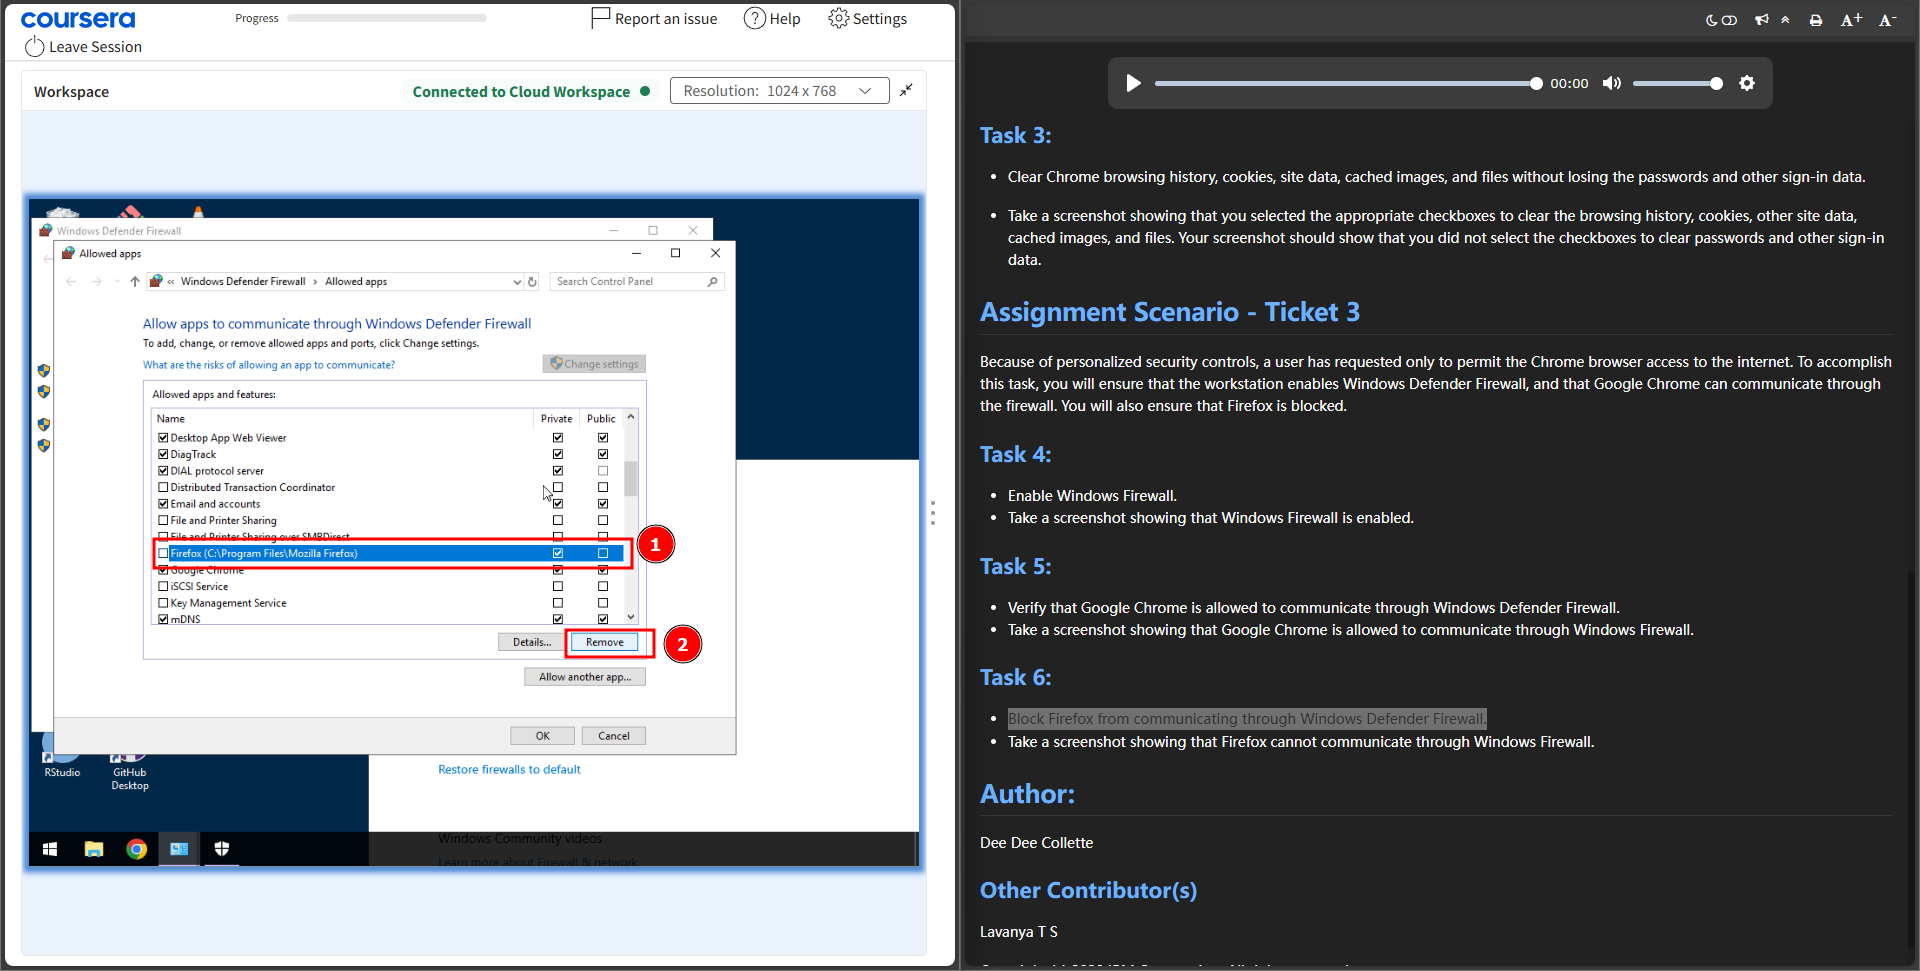 coursera
Progress
Report an issue
Help
Settings
Leave Session
Workspace
Connected to Cloud Workspace
Resolution: 1024 x 768
Windows Defender Firewall
Allowed apps
« Windows Defender Firewall › Allowed apps
Search Control Panel
Allow apps to communicate through Windows Defender Firewall
To add, change, or remove allowed apps and ports, click Change settings.
What are the risks of allowing an app to communicate?
Change settings
Allowed apps and features:
Name Private Public
Desktop App Web Viewer
DiagTrack
DIAL protocol server
Distributed Transaction Coordinator
Email and accounts
File and Printer Sharing
File and Printer Sharing over SMBDirect
Firefox (C:\Program Files\Mozilla Firefox)
1
Google Chrome
iSCSI Service
Key Management Service
mDNS
Details...
Remove
2
Allow another app...
OK
Cancel
RStudio
GitHub
Desktop
Restore firewalls to default
Windows Community videos
Learn more about Firewall & network
00:00
A+
A-
Task 3:
• Clear Chrome browsing history, cookies, site data, cached images, and files without losing the passwords and other sign-in data.
• Take a screenshot showing that you selected the appropriate checkboxes to clear the browsing history, cookies, other site data,
cached images, and files. Your screenshot should show that you did not select the checkboxes to clear passwords and other sign-in
data.
Assignment Scenario - Ticket 3
Because of personalized security controls, a user has requested only to permit the Chrome browser access to the internet. To accomplish
this task, you will ensure that the workstation enables Windows Defender Firewall, and that Google Chrome can communicate through
the firewall. You will also ensure that Firefox is blocked.
Task 4:
• Enable Windows Firewall.
• Take a screenshot showing that Windows Firewall is enabled.
Task 5:
• Verify that Google Chrome is allowed to communicate through Windows Defender Firewall.
• Take a screenshot showing that Google Chrome is allowed to communicate through Windows Firewall.
Task 6:
• Block Firefox from communicating through Windows Defender Firewall.
• Take a screenshot showing that Firefox cannot communicate through Windows Firewall.
Author:
Dee Dee Collette
Other Contributor(s)
Lavanya T S